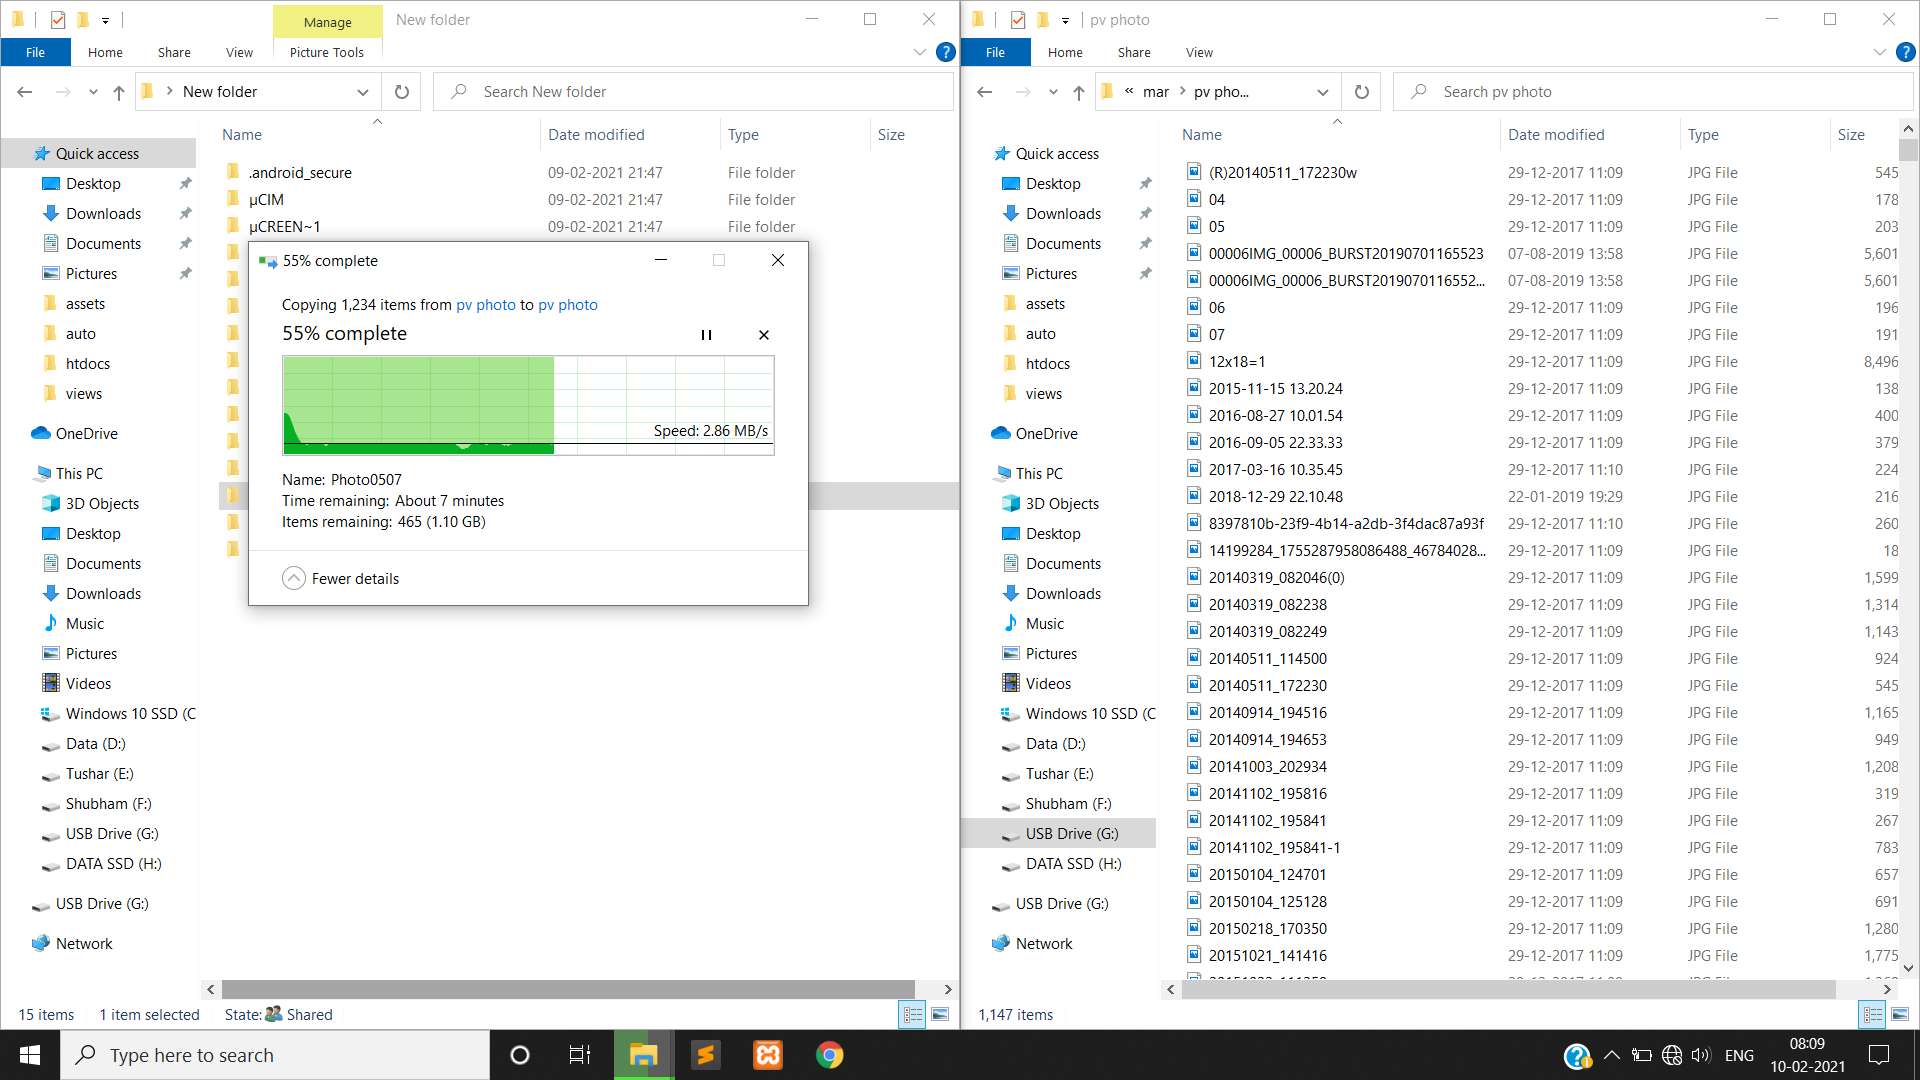 Manage
New folder
File
Home
Share
View
Picture Tools
New folder
Search New folder
Name
Date modified
Type
Size
Quick access
Desktop
Downloads
Documents
Pictures
assets
auto
htdocs
views
OneDrive
This PC
3D Objects
Desktop
Documents
Downloads
Music
Pictures
Videos
Windows 10 SSD (C
Data (D:)
Tushar (E:)
Shubham (F:)
USB Drive (G:)
DATA SSD (H:)
USB Drive (G:)
Network
.android_secure 09-02-2021 21:47 File folder
µCIM 09-02-2021 21:47 File folder
µCREEN~1 09-02-2021 21:47 File folder
55% complete
Copying 1,234 items from pv photo to pv photo
55% complete
Speed: 2.86 MB/s
Name: Photo0507
Time remaining: About 7 minutes
Items remaining: 465 (1.10 GB)
Fewer details
15 items 1 item selected State: Shared
pv photo
File
Home
Share
View
« mar pv pho...
Search pv photo
Name
Date modified
Type
Size
Quick access
Desktop
Downloads
Documents
Pictures
assets
auto
htdocs
views
OneDrive
This PC
3D Objects
Desktop
Documents
Downloads
Music
Pictures
Videos
Windows 10 SSD (C
Data (D:)
Tushar (E:)
Shubham (F:)
USB Drive (G:)
DATA SSD (H:)
USB Drive (G:)
Network
(R)20140511_172230w 29-12-2017 11:09 JPG File 545
04 29-12-2017 11:09 JPG File 178
05 29-12-2017 11:09 JPG File 203
00006IMG_00006_BURST20190701165523 07-08-2019 13:58 JPG File 5,601
00006IMG_00006_BURST2019070116552... 07-08-2019 13:58 JPG File 5,601
06 29-12-2017 11:09 JPG File 196
07 29-12-2017 11:09 JPG File 191
12x18=1 29-12-2017 11:09 JPG File 8,496
2015-11-15 13.20.24 29-12-2017 11:09 JPG File 138
2016-08-27 10.01.54 29-12-2017 11:09 JPG File 400
2016-09-05 22.33.33 29-12-2017 11:09 JPG File 379
2017-03-16 10.35.45 29-12-2017 11:10 JPG File 224
2018-12-29 22.10.48 22-01-2019 19:29 JPG File 216
8397810b-23f9-4b14-a2db-3f4dac87a93f 29-12-2017 11:10 JPG File 260
14199284_1755287958086488_46784028... 29-12-2017 11:09 JPG File 18
20140319_082046(0) 29-12-2017 11:09 JPG File 1,599
20140319_082238 29-12-2017 11:09 JPG File 1,314
20140319_082249 29-12-2017 11:09 JPG File 1,143
20140511_114500 29-12-2017 11:09 JPG File 924
20140511_172230 29-12-2017 11:09 JPG File 545
20140914_194516 29-12-2017 11:09 JPG File 1,165
20140914_194653 29-12-2017 11:09 JPG File 949
20141003_202934 29-12-2017 11:09 JPG File 1,208
20141102_195816 29-12-2017 11:09 JPG File 319
20141102_195841 29-12-2017 11:09 JPG File 267
20141102_195841-1 29-12-2017 11:09 JPG File 783
20150104_124701 29-12-2017 11:09 JPG File 657
20150104_125128 29-12-2017 11:09 JPG File 691
20150218_170350 29-12-2017 11:09 JPG File 1,280
20151021_141416 29-12-2017 11:09 JPG File 1,775
1,147 items
Type here to search
ENG
08:09
10-02-2021